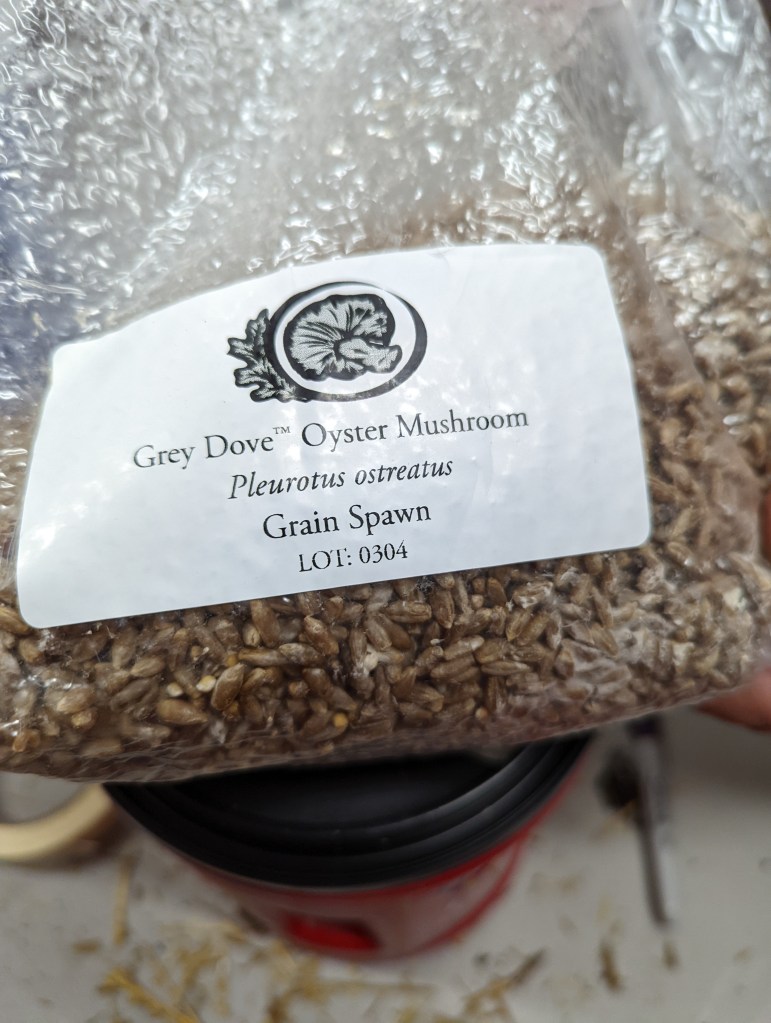 Grey Dove™ Oyster Mushroom
Pleurotus ostreatus
Grain Spawn
LOT: 0304